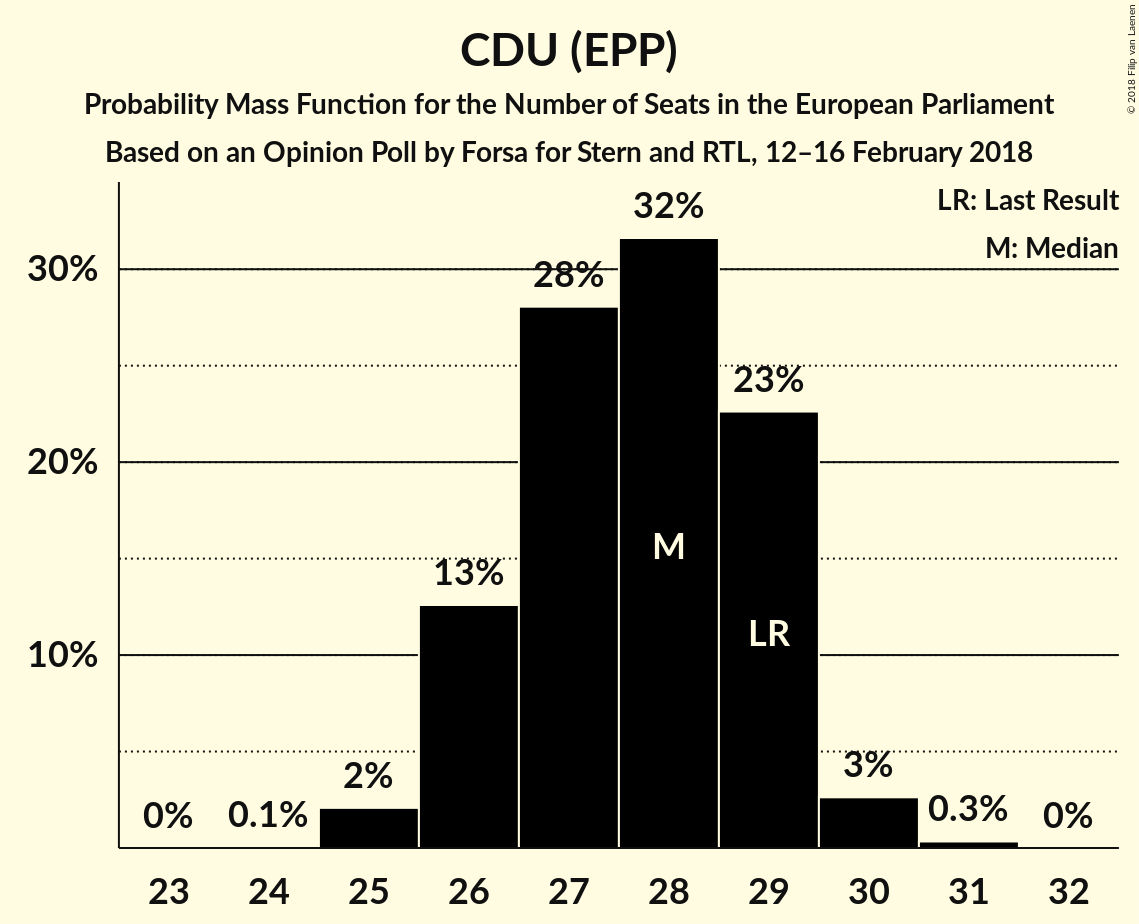 CDU (EPP)
Probability Mass Function for the Number of Seats in the European Parliament
Based on an Opinion Poll by Forsa for Stern and RTL, 12–16 February 2018
© 2018 Filip van Laenen
LR: Last Result
M: Median
30%
20%
10%
0%
0.1%
2%
13%
28%
32%
23%
3%
0.3%
0%
M
LR
23 24 25 26 27 28 29 30 31 32